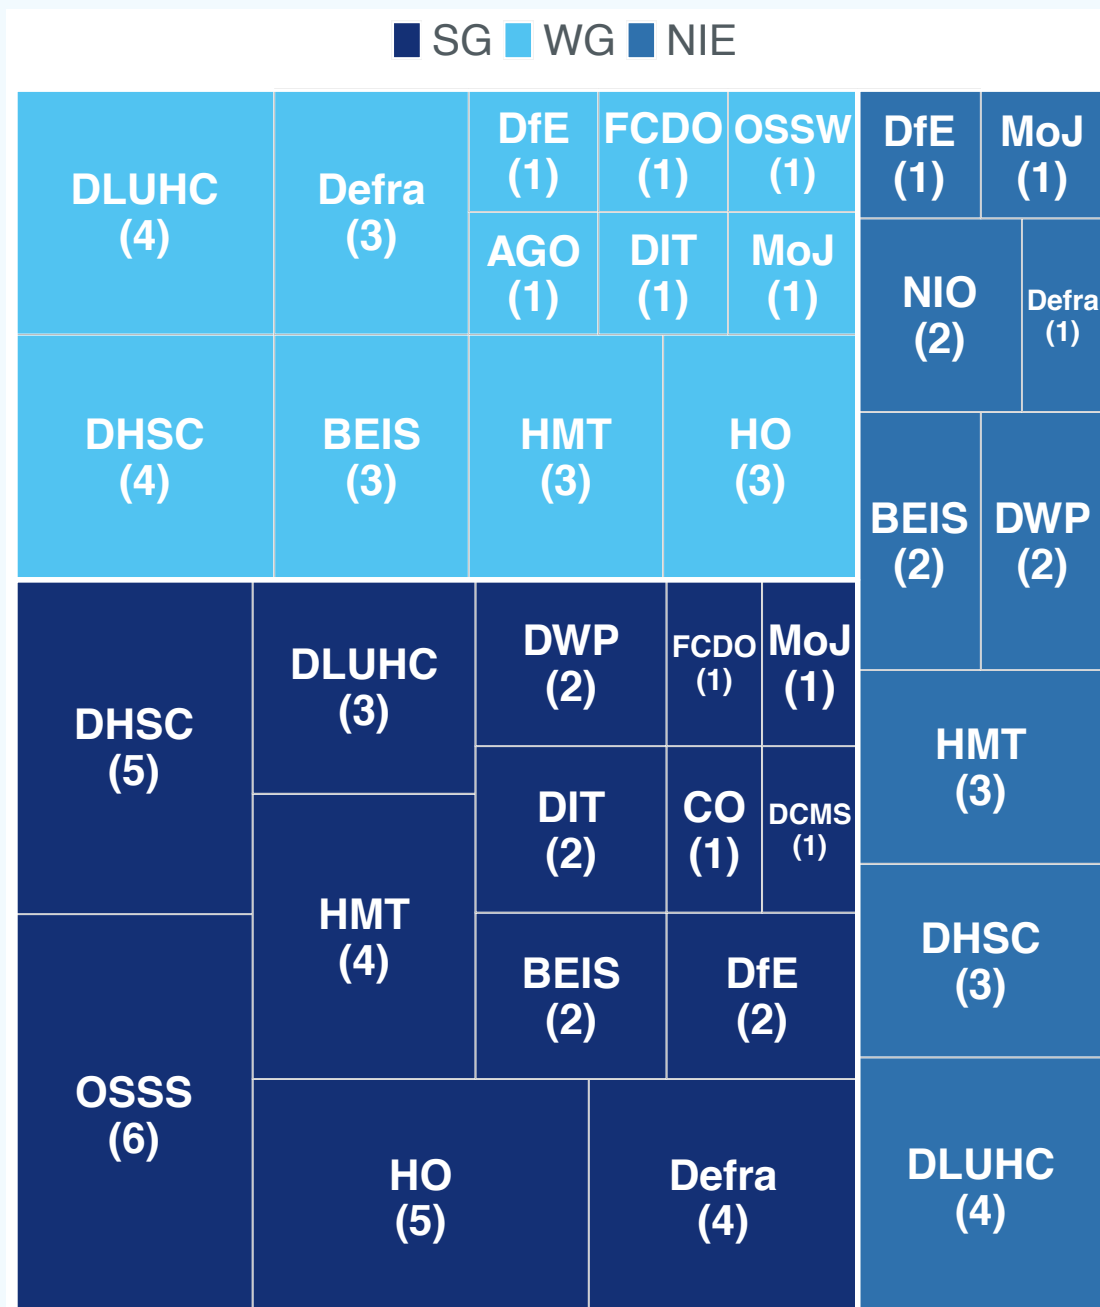 SG WG NIE
DLUHC
(4)
Defra
(3)
DfE
(1)
FCDO
(1)
OSSW
(1)
AGO
(1)
DIT
(1)
MoJ
(1)
DHSC
(4)
BEIS
(3)
HMT
(3)
HO
(3)
DfE
(1)
MoJ
(1)
NIO
(2)
Defra
(1)
BEIS
(2)
DWP
(2)
HMT
(3)
DHSC
(3)
DLUHC
(4)
DHSC
(5)
DLUHC
(3)
DWP
(2)
FCDO
(1)
MoJ
(1)
DIT
(2)
CO
(1)
DCMS
(1)
HMT
(4)
BEIS
(2)
DfE
(2)
OSSS
(6)
HO
(5)
Defra
(4)